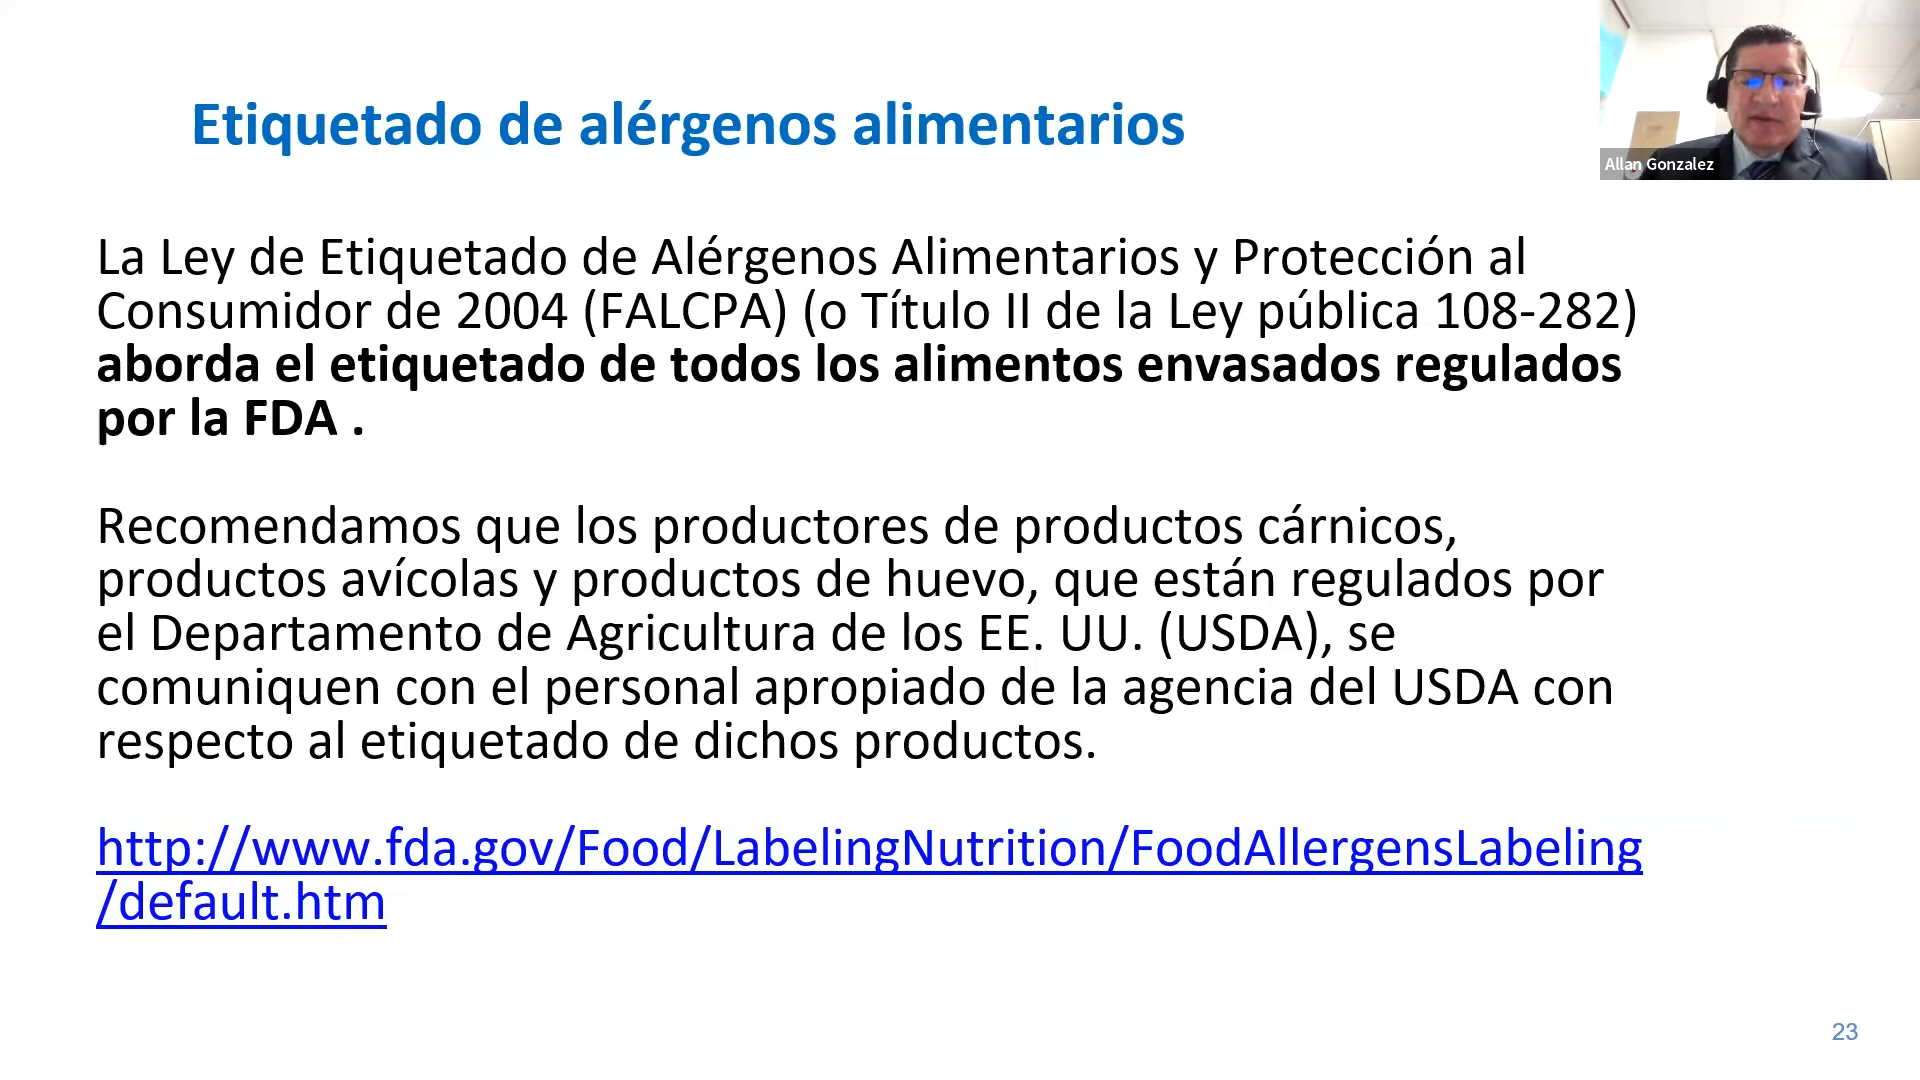 Etiquetado de alérgenos alimentarios
Allan Gonzalez
La Ley de Etiquetado de Alérgenos Alimentarios y Protección al
Consumidor de 2004 (FALCPA) (o Título II de la Ley pública 108-282)
aborda el etiquetado de todos los alimentos envasados regulados
por la FDA .
Recomendamos que los productores de productos cárnicos,
productos avícolas y productos de huevo, que están regulados por
el Departamento de Agricultura de los EE. UU. (USDA), se
comuniquen con el personal apropiado de la agencia del USDA con
respecto al etiquetado de dichos productos.
http://www.fda.gov/Food/LabelingNutrition/FoodAllergensLabeling
/default.htm
23